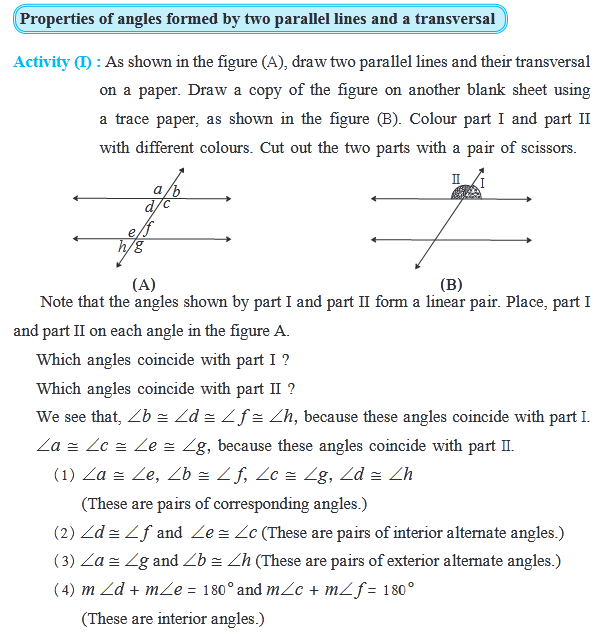 Properties of angles formed by two parallel lines and a transversal
Activity (I) : As shown in the figure (A), draw two parallel lines and their transversal
on a paper. Draw a copy of the figure on another blank sheet using
a trace paper, as shown in the figure (B). Colour part I and part II
with different colours. Cut out the two parts with a pair of scissors.
a b
d c
e f
h g
(A)
II I
(B)
Note that the angles shown by part I and part II form a linear pair. Place, part I
and part II on each angle in the figure A.
Which angles coincide with part I ?
Which angles coincide with part II ?
We see that, ∠b ≅ ∠d ≅ ∠f ≅ ∠h, because these angles coincide with part I.
∠a ≅ ∠c ≅ ∠e ≅ ∠g, because these angles coincide with part II.
(1) ∠a ≅ ∠e, ∠b ≅ ∠f, ∠c ≅ ∠g, ∠d ≅ ∠h
(These are pairs of corresponding angles.)
(2) ∠d ≅ ∠f and ∠e ≅ ∠c (These are pairs of interior alternate angles.)
(3) ∠a ≅ ∠g and ∠b ≅ ∠h (These are pairs of exterior alternate angles.)
(4) m ∠d + m∠e = 180° and m∠c + m∠f = 180°
(These are interior angles.)